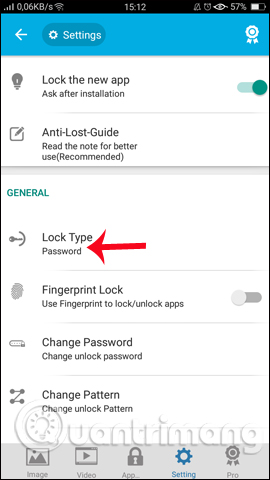 0,06KB/s 15:12 57%
Settings
Lock the new app
Ask after installation
Anti-Lost-Guide
Read the note for better
use(Recommended)
GENERAL
Lock Type
Password
Fingerprint Lock
Use Fingerprint to lock/unlock apps
Change Password
Change unlock password
Change Pattern
Change unlock Pattern
Quantrimang
Image Video App... Lock Setting Pro